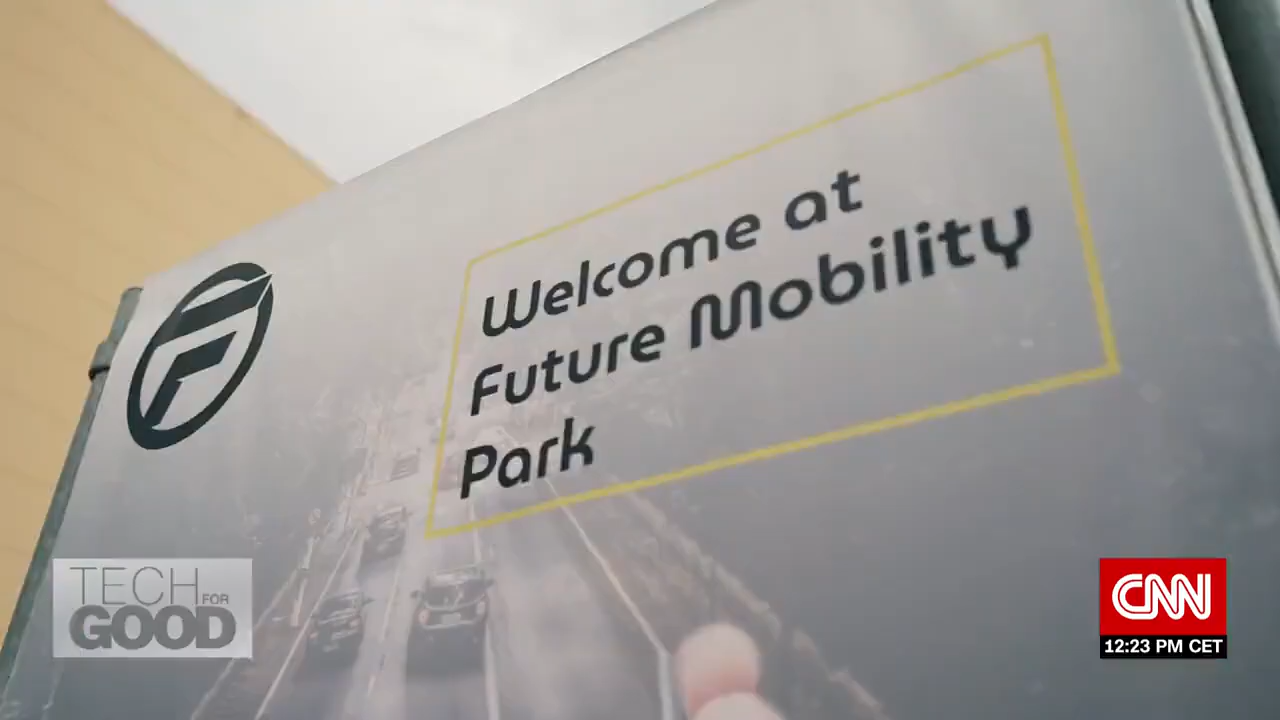 Welcome at
Future Mobility
Park
F
TECH FOR
GOOD
CNN
12:23 PM CET